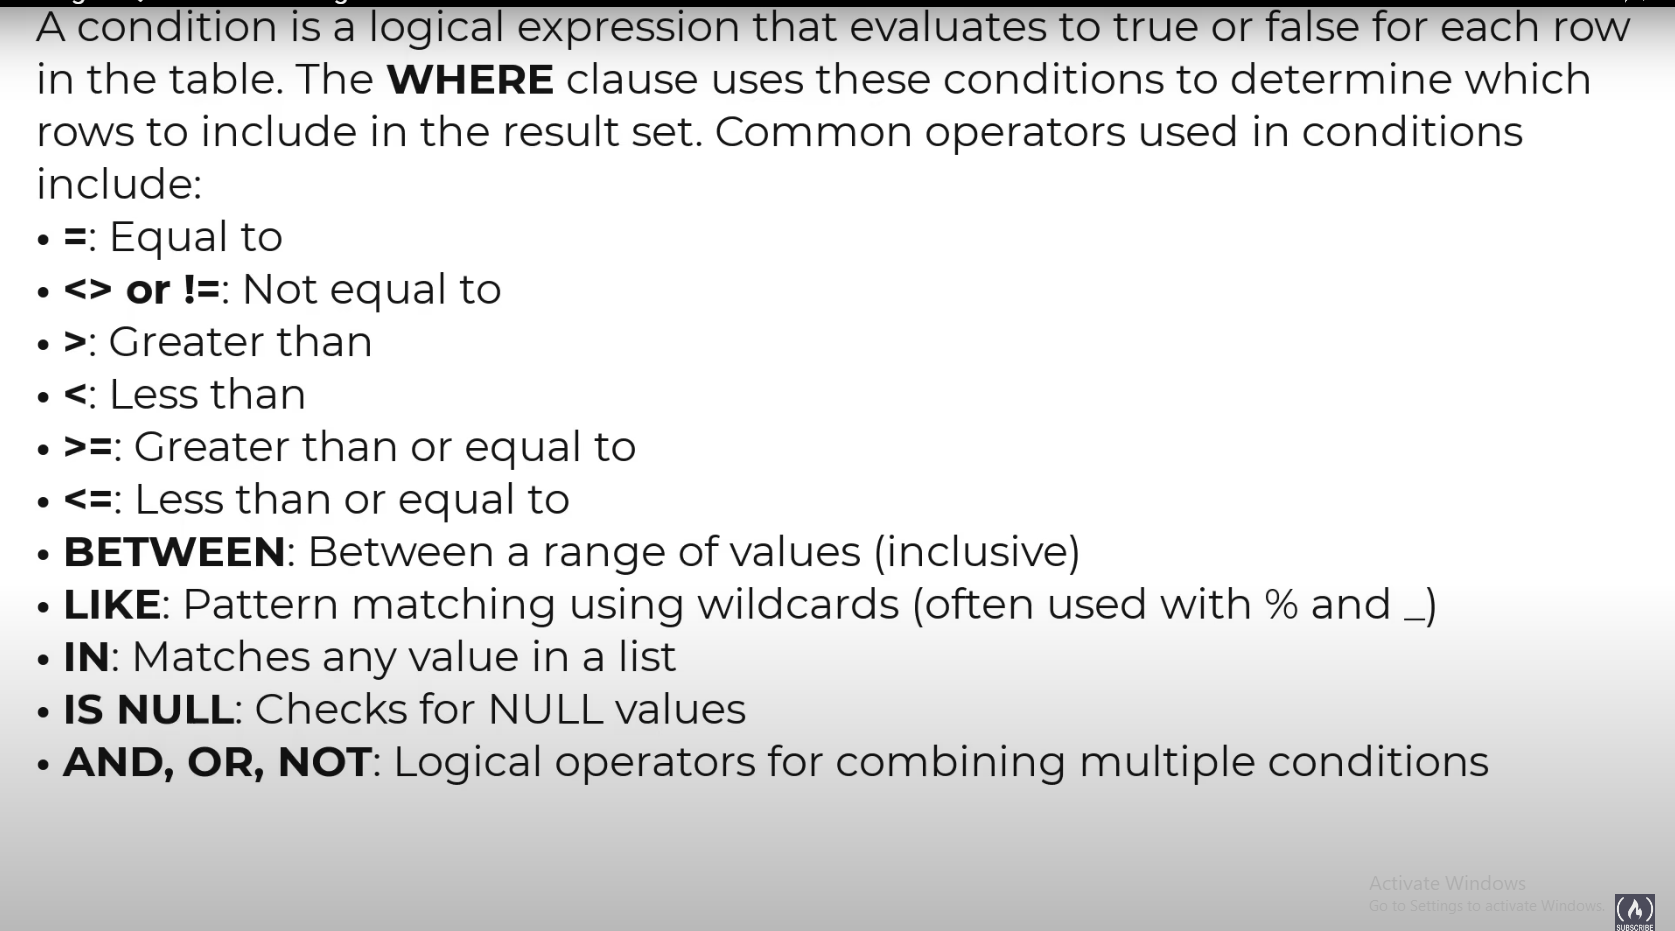 A condition is a logical expression that evaluates to true or false for each row
in the table. The WHERE clause uses these conditions to determine which
rows to include in the result set. Common operators used in conditions
include:
• =: Equal to
• <> or !=: Not equal to
• >: Greater than
• <: Less than
• >=: Greater than or equal to
• <=: Less than or equal to
• BETWEEN: Between a range of values (inclusive)
• LIKE: Pattern matching using wildcards (often used with % and _)
• IN: Matches any value in a list
• IS NULL: Checks for NULL values
• AND, OR, NOT: Logical operators for combining multiple conditions
Activate Windows
Go to Settings to activate Windows.
SUBSCRIBE